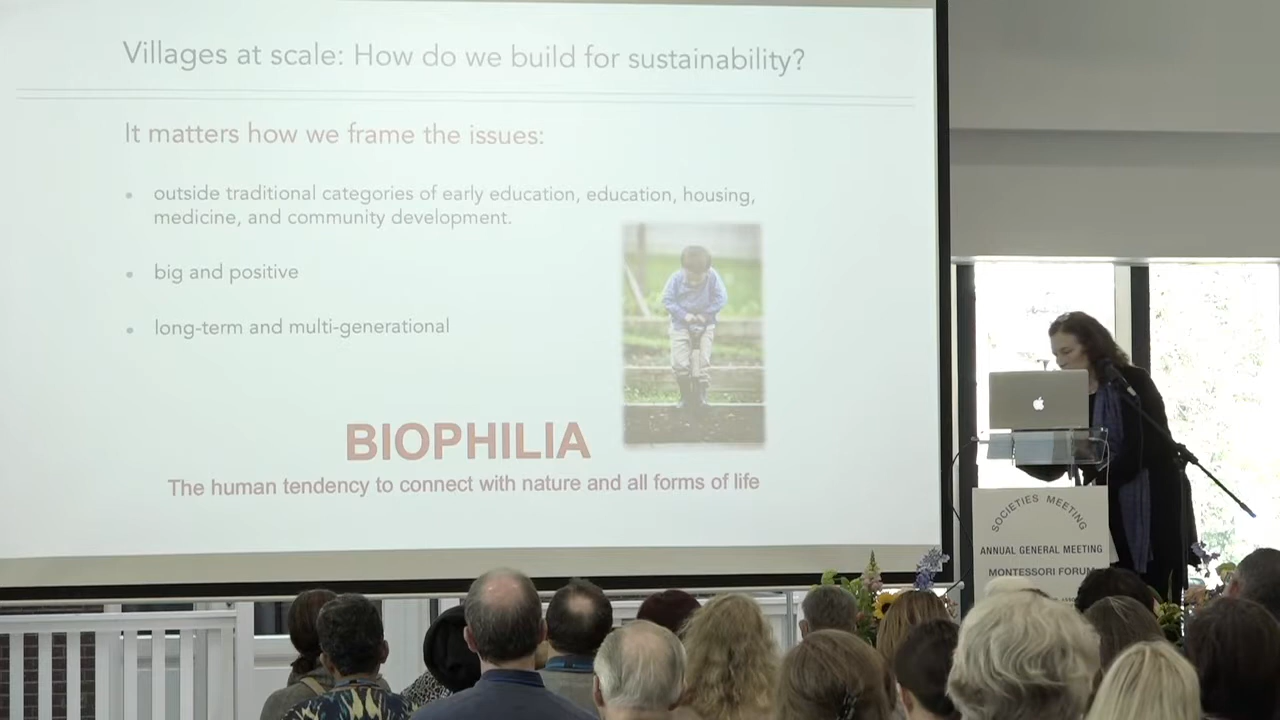 Villages at scale: How do we build for sustainability?
It matters how we frame the issues:
outside traditional categories of early education, education, housing,
medicine, and community development.
big and positive
long-term and multi-generational
BIOPHILIA
The human tendency to connect with nature and all forms of life
SOCIETIES MEETING
ANNUAL GENERAL MEETING
MONTESSORI FORUM